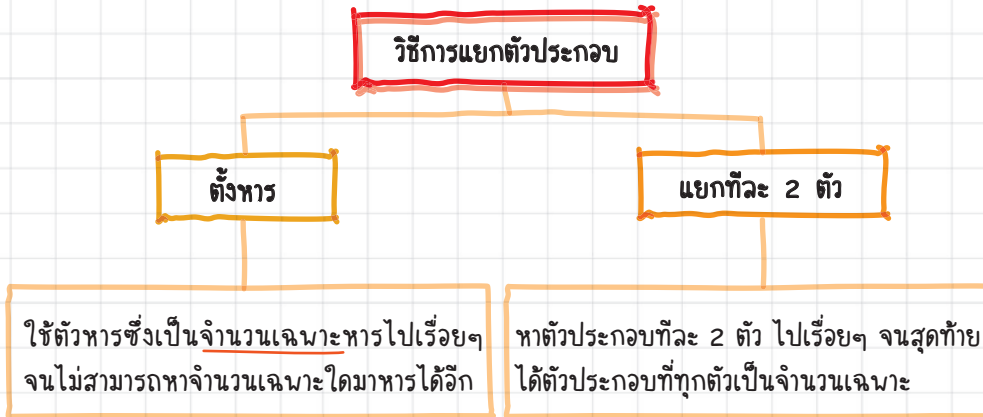 วิธีการแยกตัวประกอบ
ตั้งหาร
แยกทีละ 2 ตัว
ใช้ตัวหารซึ่งเป็นจำนวนเฉพาะหารไปเรื่อยๆ
จนไม่สามารถหาจำนวนเฉพาะใดมาหารได้อีก
หาตัวประกอบทีละ 2 ตัว ไปเรื่อยๆ จนสุดท้าย
ได้ตัวประกอบที่ทุกตัวเป็นจำนวนเฉพาะ